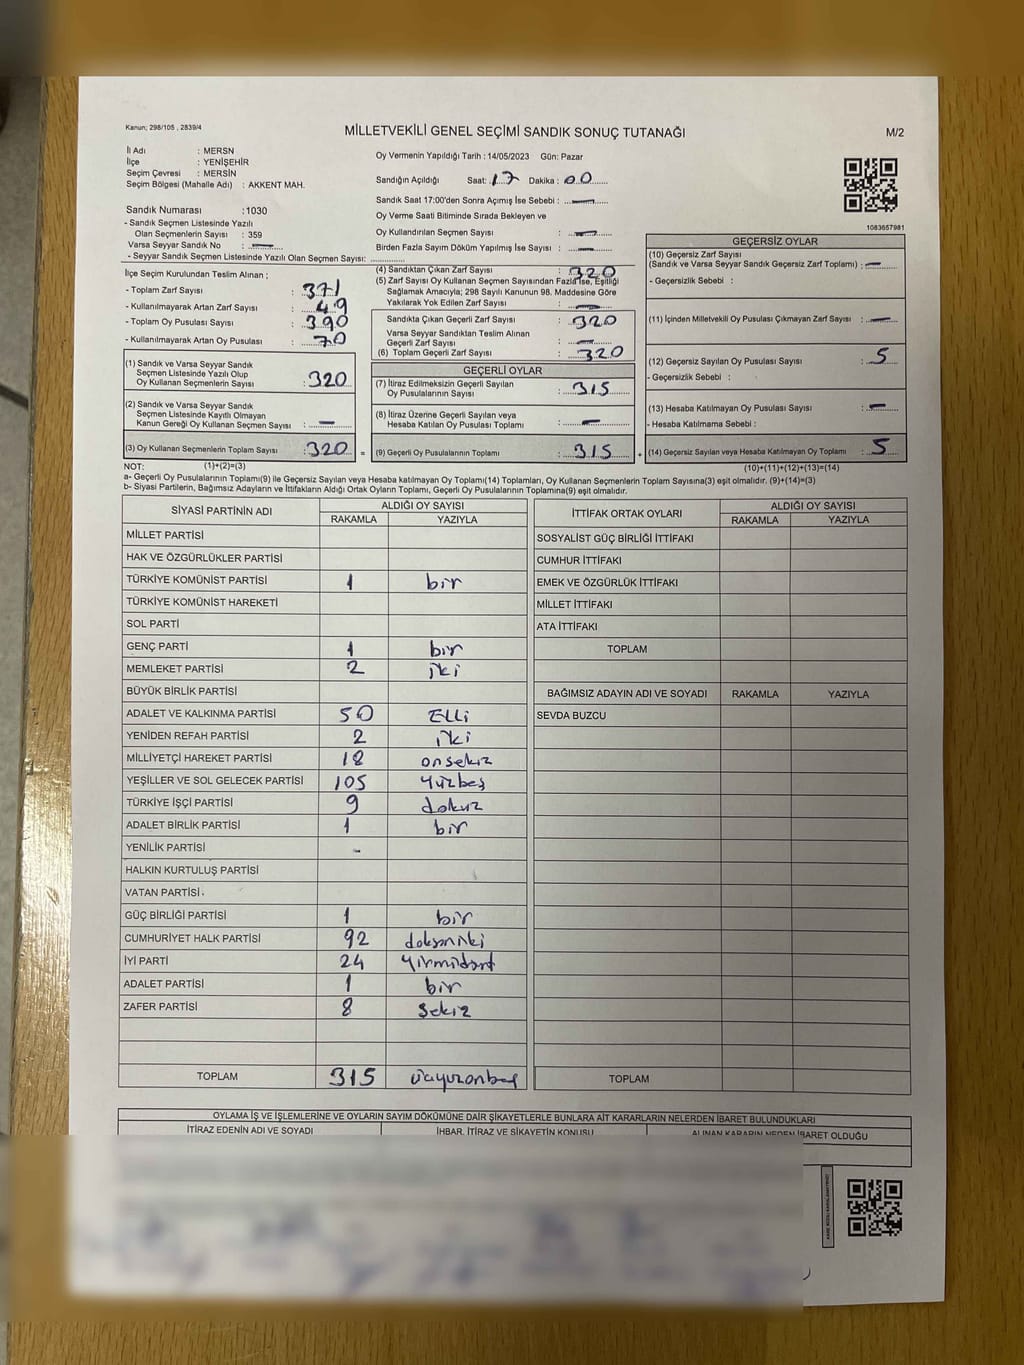 Kanun; 298/105 , 2839/4
MİLLETVEKİLİ GENEL SEÇİMİ SANDIK SONUÇ TUTANAĞI
M/2
İl Adı : MERSN
İlçe : YENİŞEHİR
Seçim Çevresi : MERSİN
Seçim Bölgesi (Mahalle Adı) : AKKENT MAH.
Sandık Numarası :1030
- Sandık Seçmen Listesinde Yazılı
Olan Seçmenlerin Sayısı : 359
Varsa Seyyar Sandık No : —
- Seyyar Sandık Seçmen Listesinde Yazılı Olan Seçmen Sayısı:
Oy Vermenin Yapıldığı Tarih : 14/05/2023 Gün: Pazar
Sandığın Açıldığı Saat: 17 Dakika : 00
Sandık Saat 17:00'den Sonra Açımış İse Sebebi : —
Oy Verme Saati Bitiminde Sırada Bekleyen ve
Oy Kullandırılan Seçmen Sayısı : —
Birden Fazla Sayım Döküm Yapılmış İse Sayısı : —
1083657981
İlçe Seçim Kurulundan Teslim Alınan ;
- Toplam Zarf Sayısı : 371
- Kullanılmayarak Artan Zarf Sayısı : 49
- Toplam Oy Pusulası Sayısı : 390
- Kullanılmayarak Artan Oy Pusulası : 70
(1) Sandık ve Varsa Seyyar Sandık
Seçmen Listesinde Yazılı Olup
Oy Kullanan Seçmenlerin Sayısı : 320
(2) Sandık ve Varsa Seyyar Sandık
Seçmen Listesinde Kayıtlı Olmayan
Kanun Gereği Oy Kullanan Seçmen Sayısı : —
(3) Oy Kullanan Seçmenlerin Toplam Sayısı : 320 =
(4) Sandıktan Çıkan Zarf Sayısı : 320
(5) Zarf Sayısı Oy Kullanan Seçmen Sayısından Fazla İse, Eşitliği
Sağlamak Amacıyla; 298 Sayılı Kanunun 98. Maddesine Göre
Yakılarak Yok Edilen Zarf Sayısı : —
Sandıkta Çıkan Geçerli Zarf Sayısı : 320
Varsa Seyyar Sandıktan Teslim Alınan
Geçerli Zarf Sayısı : —
(6) Toplam Geçerli Zarf Sayısı : 320
GEÇERLİ OYLAR
(7) İtiraz Edilmeksizin Geçerli Sayılan
Oy Pusulalarının Sayısı : 315
(8) İtiraz Üzerine Geçerli Sayılan veya
Hesaba Katılan Oy Pusulası Toplamı : —
(9) Geçerli Oy Pusulalarının Toplamı : 315 +
GEÇERSİZ OYLAR
(10) Geçersiz Zarf Sayısı
(Sandık ve Varsa Seyyar Sandık Geçersiz Zarf Toplamı) : —
- Geçersizlik Sebebi :
(11) İçinden Milletvekili Oy Pusulası Çıkmayan Zarf Sayısı : —
(12) Geçersiz Sayılan Oy Pusulası Sayısı : 5
- Geçersizlik Sebebi :
(13) Hesaba Katılmayan Oy Pusulası Sayısı : —
- Hesaba Katılmama Sebebi :
(14) Geçersiz Sayılan veya Hesaba Katılmayan Oy Toplamı : 5
NOT: (1)+(2)=(3)
(10)+(11)+(12)+(13)=(14)
a- Geçerli Oy Pusulalarının Toplamı(9) ile Geçersiz Sayılan veya Hesaba katılmayan Oy Toplamı(14) Toplamları, Oy Kullanan Seçmenlerin Toplam Sayısına(3) eşit olmalıdır. (9)+(14)=(3)
b- Siyasi Partilerin, Bağımsız Adayların ve İttifakların Aldığı Ortak Oyların Toplamı, Geçerli Oy Pusulalarının Toplamına(9) eşit olmalıdır.
SİYASİ PARTİNİN ADI ALDIĞI OY SAYISI
RAKAMLA YAZIYLA
MİLLET PARTİSİ
HAK VE ÖZGÜRLÜKLER PARTİSİ
TÜRKİYE KOMÜNİST PARTİSİ 1 bir
TÜRKİYE KOMÜNİST HAREKETİ
SOL PARTİ
GENÇ PARTİ 1 bir
MEMLEKET PARTİSİ 2 iki
BÜYÜK BİRLİK PARTİSİ
ADALET VE KALKINMA PARTİSİ 50 Elli
YENİDEN REFAH PARTİSİ 2 iki
MİLLİYETÇİ HAREKET PARTİSİ 18 onsekiz
YEŞİLLER VE SOL GELECEK PARTİSİ 105 yüzbeş
TÜRKİYE İŞÇİ PARTİSİ 9 dokuz
ADALET BİRLİK PARTİSİ 1 bir
YENİLİK PARTİSİ -
HALKIN KURTULUŞ PARTİSİ
VATAN PARTİSİ
GÜÇ BİRLİĞİ PARTİSİ 1 bir
CUMHURİYET HALK PARTİSİ 92 doksaniki
İYİ PARTİ 24 yirmidört
ADALET PARTİSİ 1 bir
ZAFER PARTİSİ 8 sekiz
TOPLAM 315 üçyüzonbeş
İTTİFAK ORTAK OYLARI ALDIĞI OY SAYISI
RAKAMLA YAZIYLA
SOSYALİST GÜÇ BİRLİĞİ İTTİFAKI
CUMHUR İTTİFAKI
EMEK VE ÖZGÜRLÜK İTTİFAKI
MİLLET İTTİFAKI
ATA İTTİFAKI
TOPLAM
BAĞIMSIZ ADAYIN ADI VE SOYADI RAKAMLA YAZIYLA
SEVDA BUZCU
TOPLAM
OYLAMA İŞ VE İŞLEMLERİNE VE OYLARIN SAYIM DÖKÜMÜNE DAİR ŞİKAYETLERLE BUNLARA AİT KARARLARIN NELERDEN İBARET BULUNDUKLARI
İTİRAZ EDENİN ADI VE SOYADI İHBAR, İTİRAZ VE ŞİKAYETİN KONUSU ALINAN KARARIN NEDEN İBARET OLDUĞU